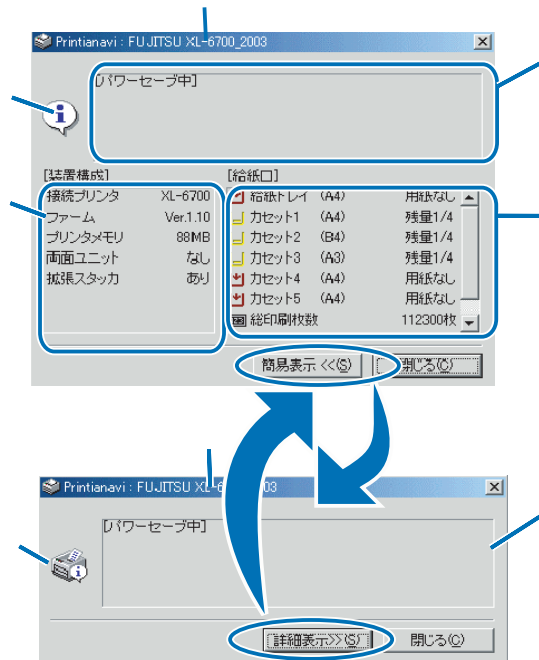 Printianavi : FUJITSU XL-6700_2003
[パワーセーブ中]
[装置構成]
接続プリンタ XL-6700
ファーム Ver.1.10
プリンタメモリ 88MB
両面ユニット なし
拡張スタッカ あり
[給紙口]
給紙トレイ (A4) 用紙なし
カセット1 (A4) 残量1/4
カセット2 (B4) 残量1/4
カセット3 (A3) 残量1/4
カセット4 (A4) 用紙なし
カセット5 (A4) 用紙なし
総印刷枚数 112300枚
簡易表示 <<(S) 閉じる(C)
Printianavi : FUJITSU XL-6 03
[パワーセーブ中]
詳細表示>>(S) 閉じる(C)